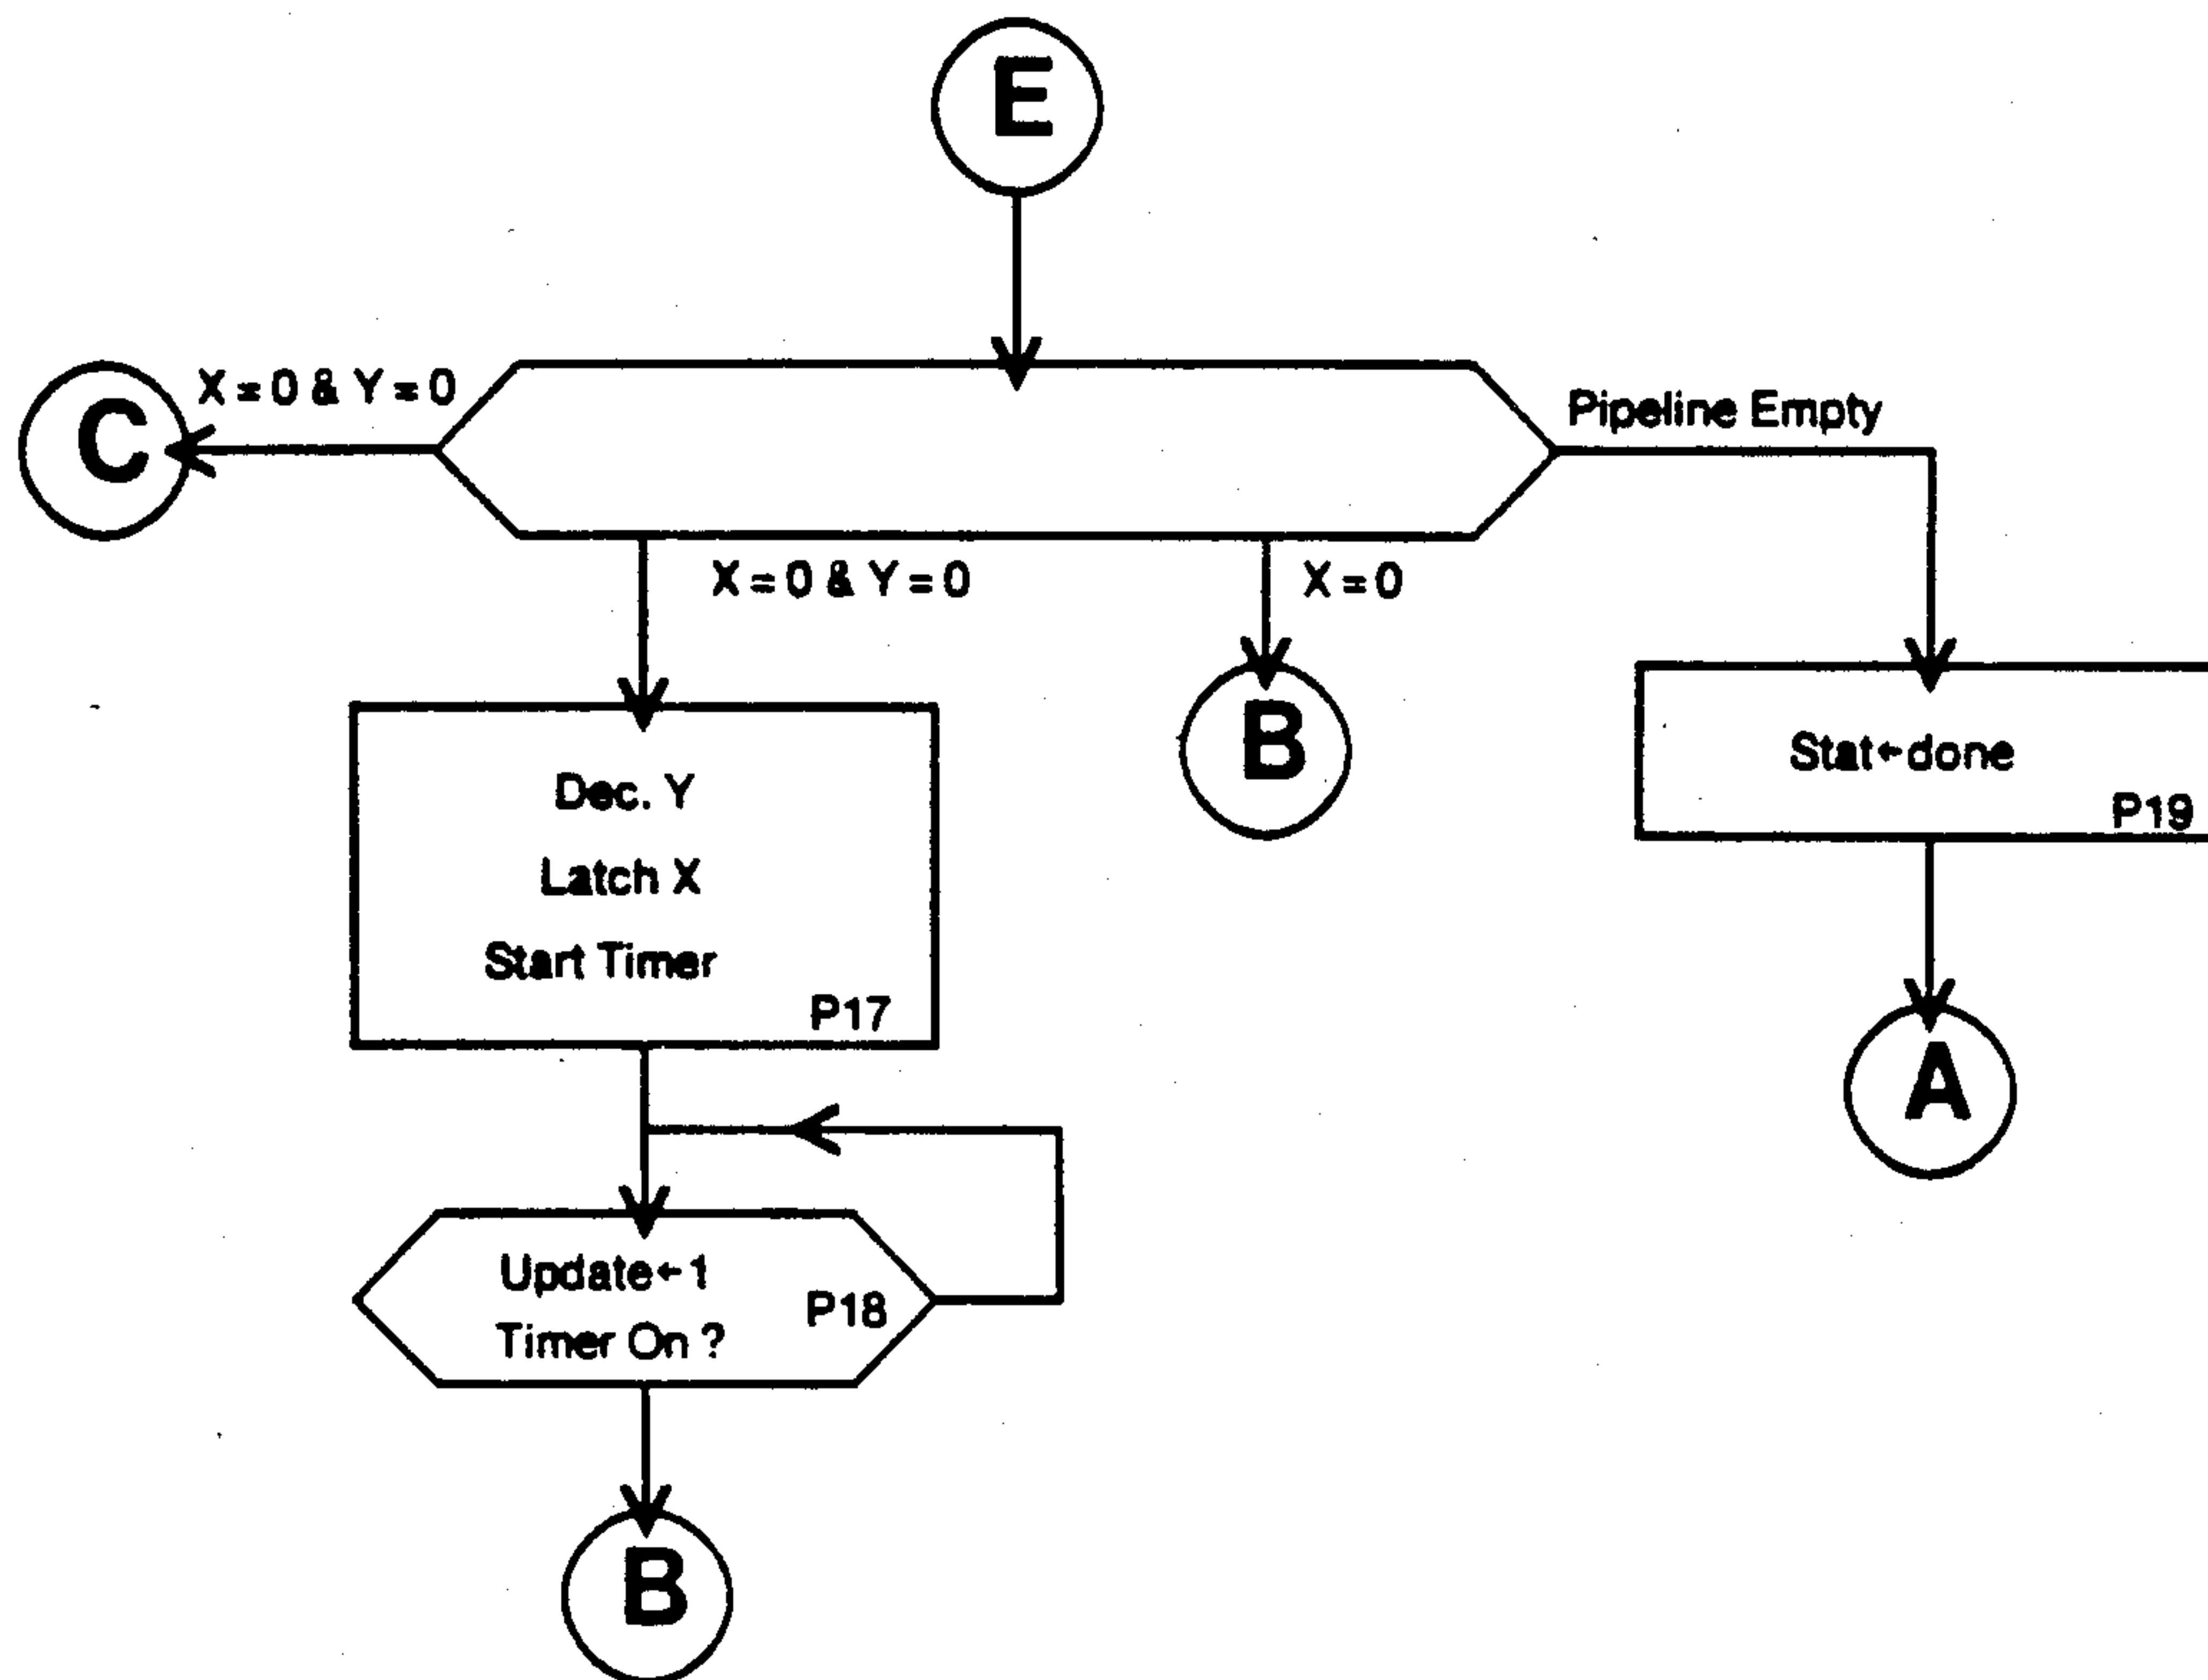 E
X = 0 & Y = 0
C
Pipeline Empty
X = 0 & Y = 0
X = 0
B
Stat←done
P19
Dec. Y
Latch X
Start Timer
P17
A
Update←1
P18
Timer On ?
B